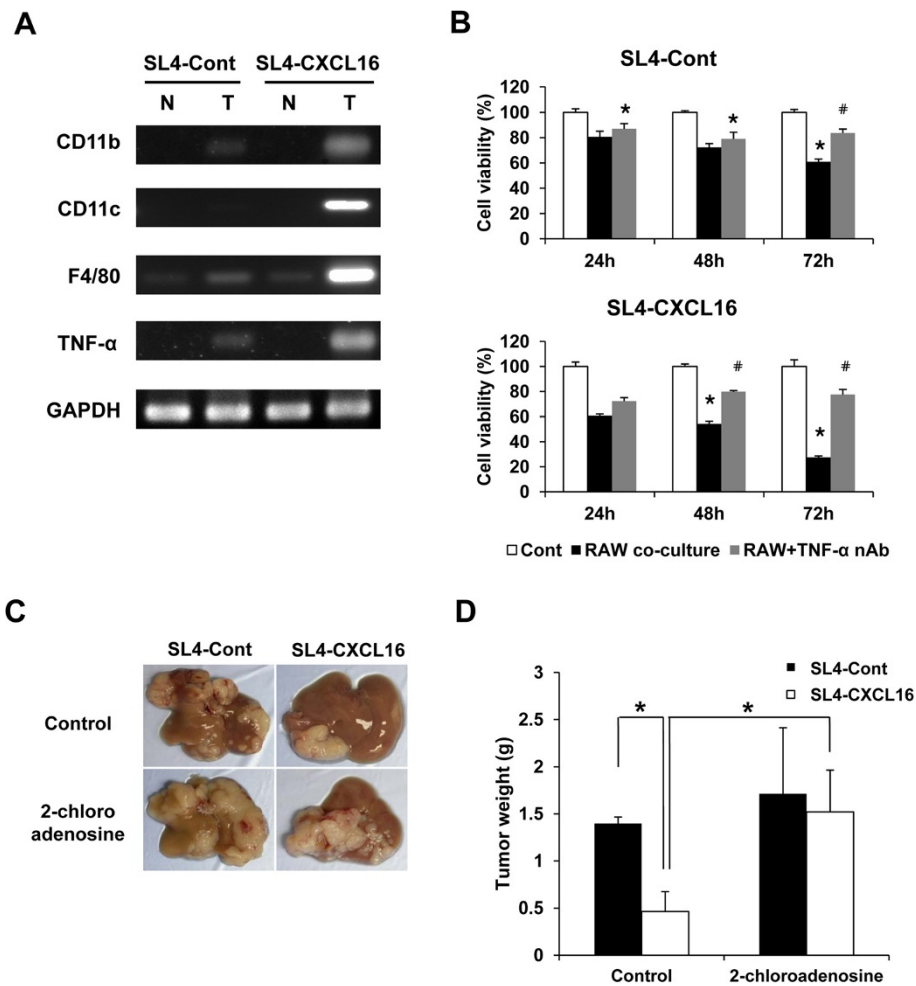 A
SL4-Cont SL4-CXCL16
N T N T
CD11b
CD11c
F4/80
TNF-α
GAPDH
B
SL4-Cont
Cell viability (%)
120
100
80
60
40
20
0
* * * #
24h 48h 72h
SL4-CXCL16
Cell viability (%)
120
100
80
60
40
20
0
* # * #
24h 48h 72h
Cont RAW co-culture RAW+TNF-α nAb
C
SL4-Cont SL4-CXCL16
Control
2-chloro
adenosine
D
Tumor weight (g)
3
2.5
2
1.5
1
0.5
0
SL4-Cont
SL4-CXCL16
* *
Control 2-chloroadenosine